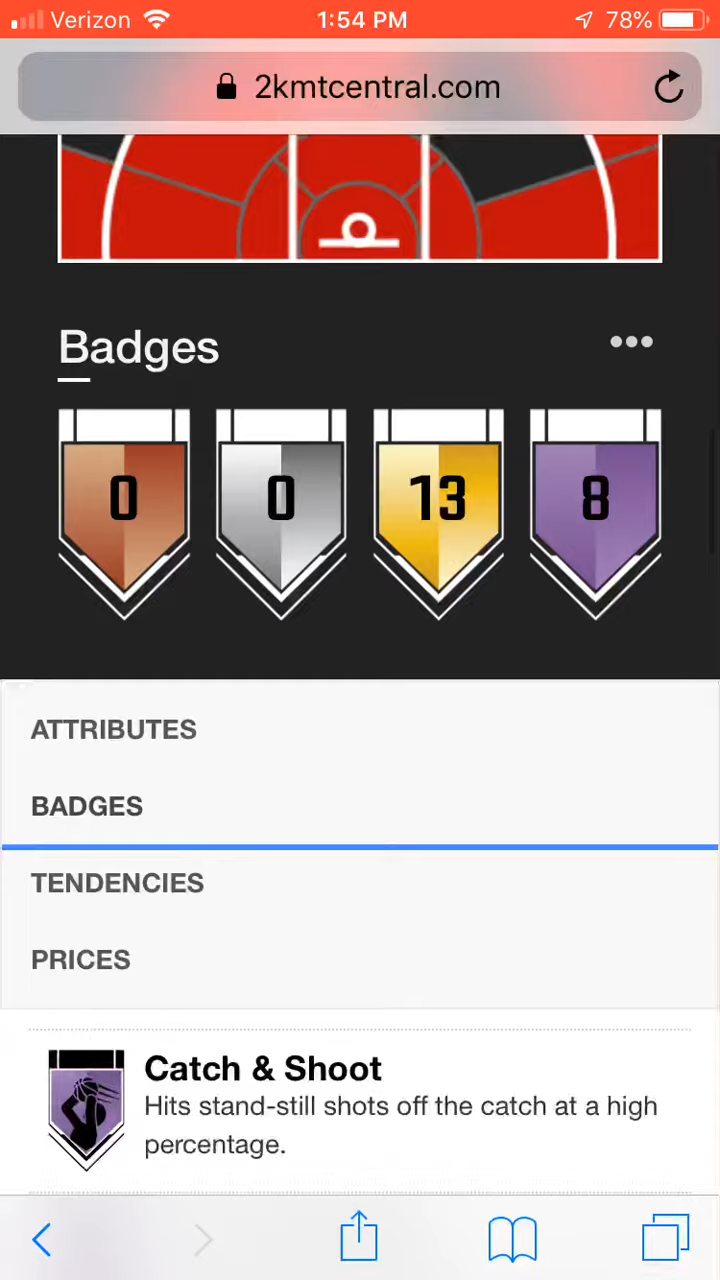 Verizon 1:54 PM 78%
2kmtcentral.com
Badges
0 0 13 8
ATTRIBUTES
BADGES
TENDENCIES
PRICES
Catch & Shoot
Hits stand-still shots off the catch at a high
percentage.